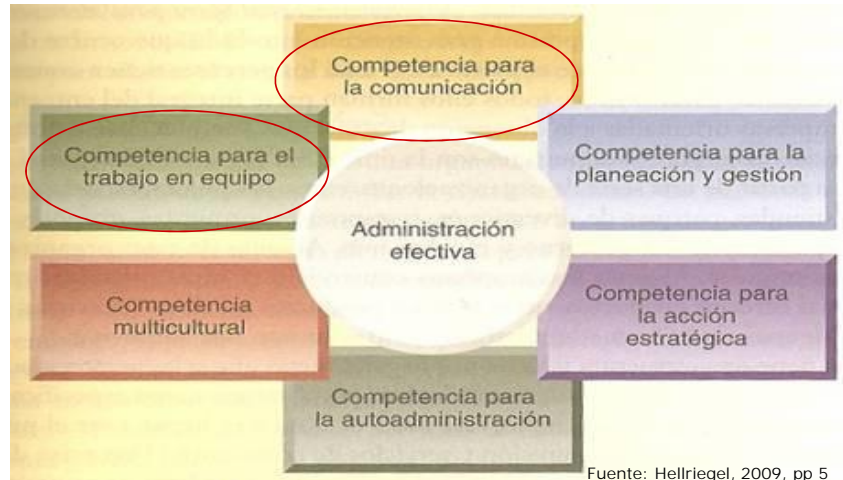 Competencia para
la comunicación
Competencia para el
trabajo en equipo
Competencia para la
planeación y gestión
Administración
efectiva
Competencia
multicultural
Competencia para
la acción
estratégica
Competencia para
la autoadministración
Fuente: Hellriegel, 2009, pp 5